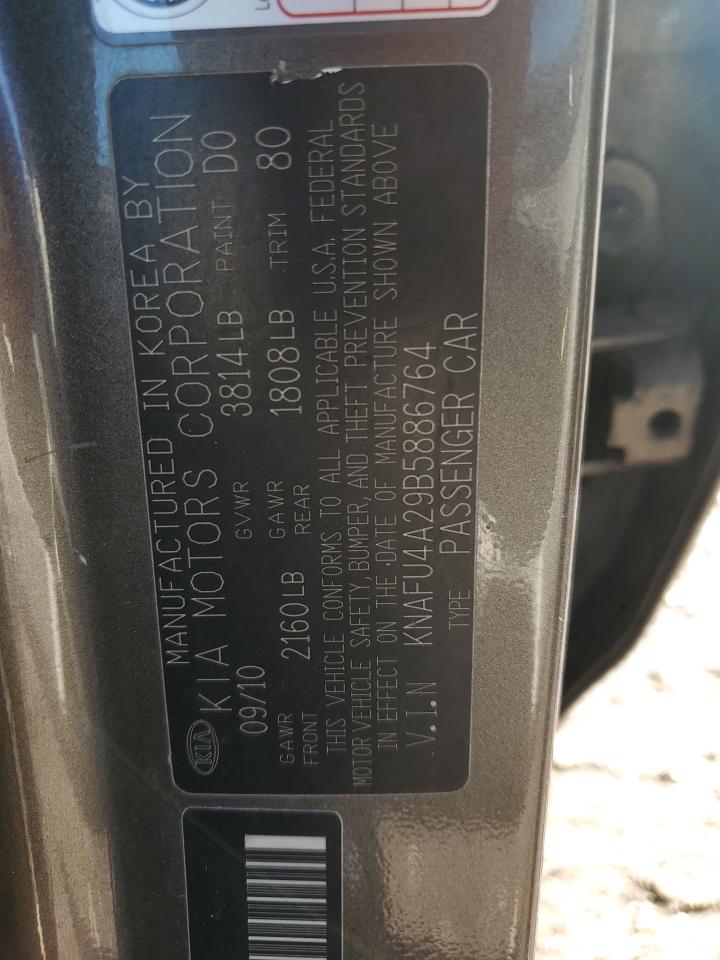 MANUFACTURED IN KOREA BY
KIA KIA MOTORS CORPORATION
09/10 GVWR 3814LB PAINT D0
GAWR FRONT 2160LB GAWR REAR 1808LB TRIM 80
THIS VEHICLE CONFORMS TO ALL APPLICABLE U.S.A. FEDERAL
MOTOR VEHICLE SAFETY, BUMPER, AND THEFT PREVENTION STANDARDS
IN EFFECT ON THE DATE OF MANUFACTURE SHOWN ABOVE
V.I.N KNAFU4A29B5886764
TYPE PASSENGER CAR